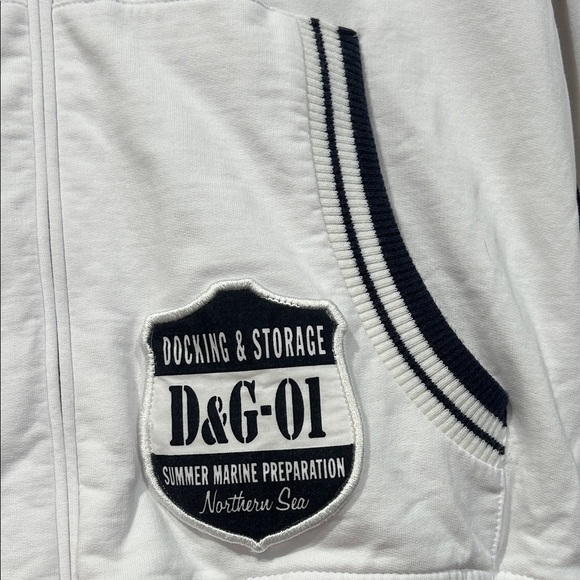 DOCKING & STORAGE
D&G-01
SUMMER MARINE PREPARATION
Northern Sea